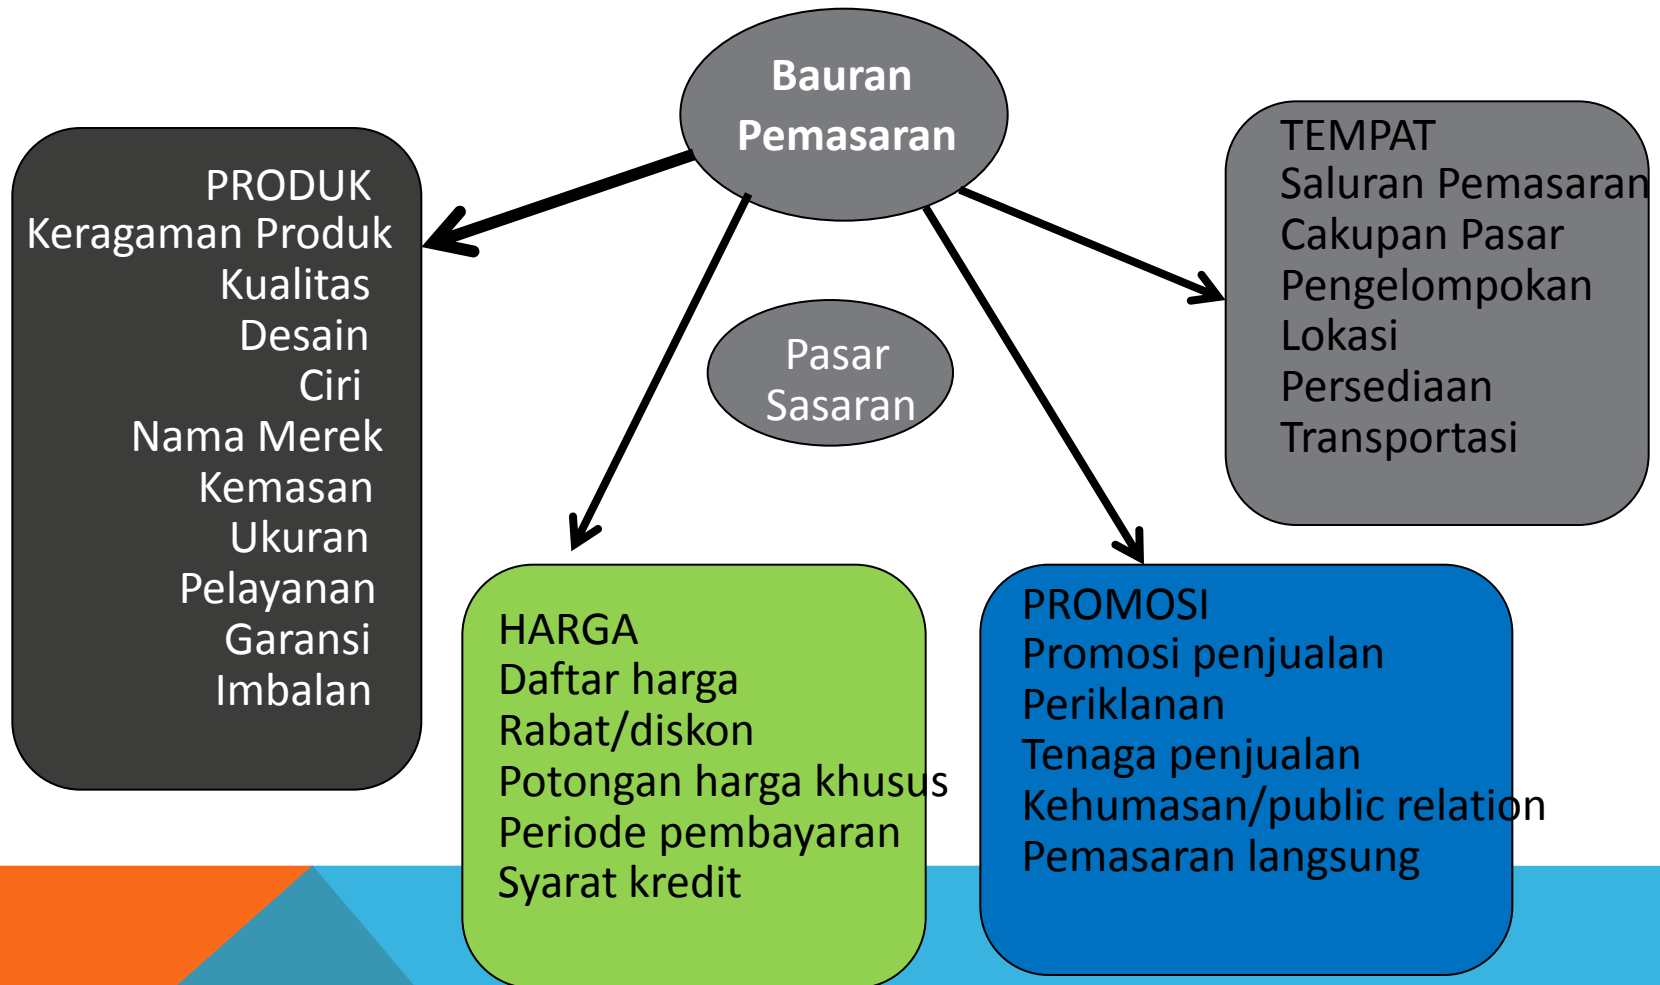 Bauran
Pemasaran
PRODUK
Keragaman Produk
Kualitas
Desain
Ciri
Nama Merek
Kemasan
Ukuran
Pelayanan
Garansi
Imbalan
Pasar
Sasaran
TEMPAT
Saluran Pemasaran
Cakupan Pasar
Pengelompokan
Lokasi
Persediaan
Transportasi
HARGA
Daftar harga
Rabat/diskon
Potongan harga khusus
Periode pembayaran
Syarat kredit
PROMOSI
Promosi penjualan
Periklanan
Tenaga penjualan
Kehumasan/public relation
Pemasaran langsung